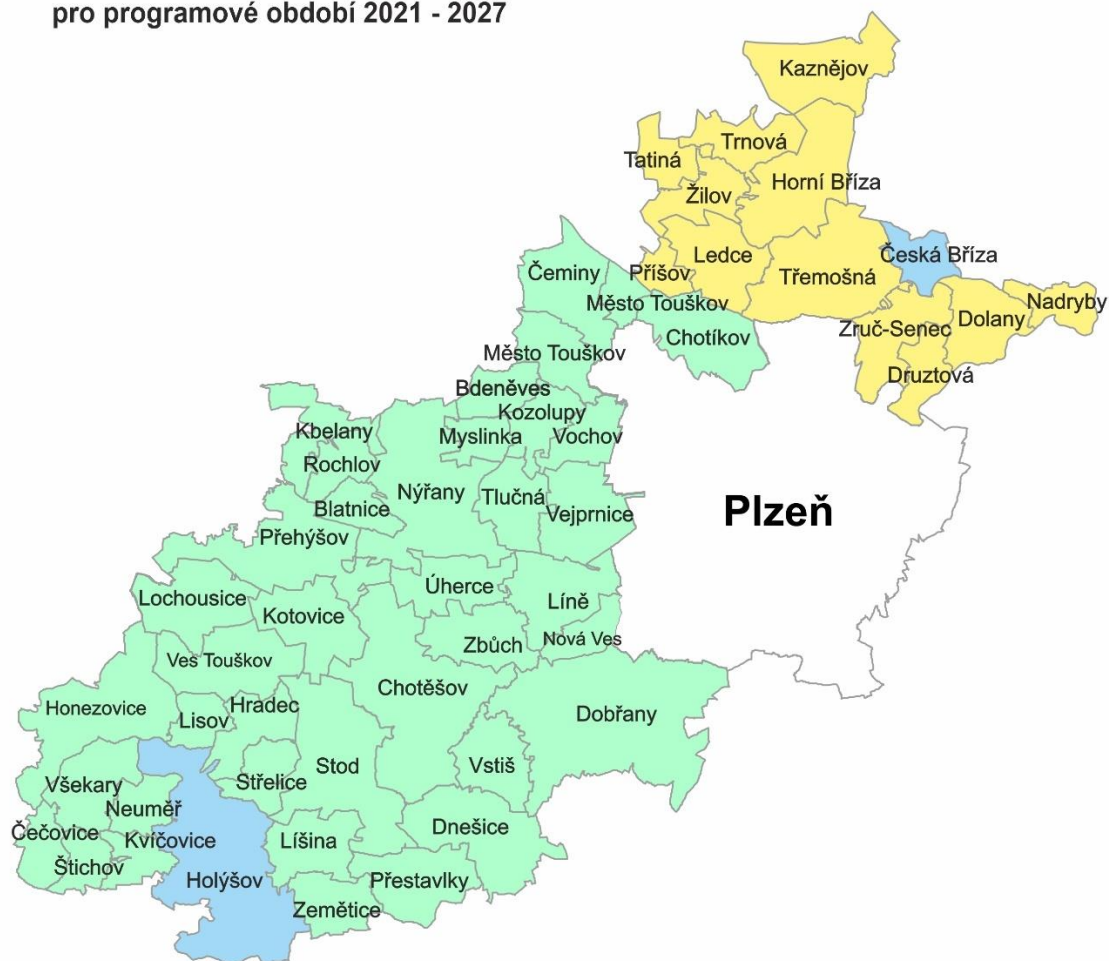 pro programové období 2021 - 2027
Kaznějov
Trnová
Tatiná
Horní Bříza
Žilov
Ledce
Česká Bříza
Příšov
Třemošná
Čeminy
Město Touškov
Nadryby
Dolany
Zruč-Senec
Chotíkov
Město Touškov
Druztová
Bdeněves
Kozolupy
Kbelany
Myslinka
Vochov
Rochlov
Nýřany
Tlučná
Blatnice
Vejprnice
Plzeň
Přehýšov
Úherce
Lochousice
Líně
Kotovice
Nová Ves
Zbůch
Ves Touškov
Chotěšov
Honezovice
Hradec
Lisov
Dobřany
Stod
Vstiš
Všekary
Střelice
Neuměř
Čečovice
Dnešice
Kvíčovice
Líšina
Štichov
Holýšov
Přestavlky
Zemětice